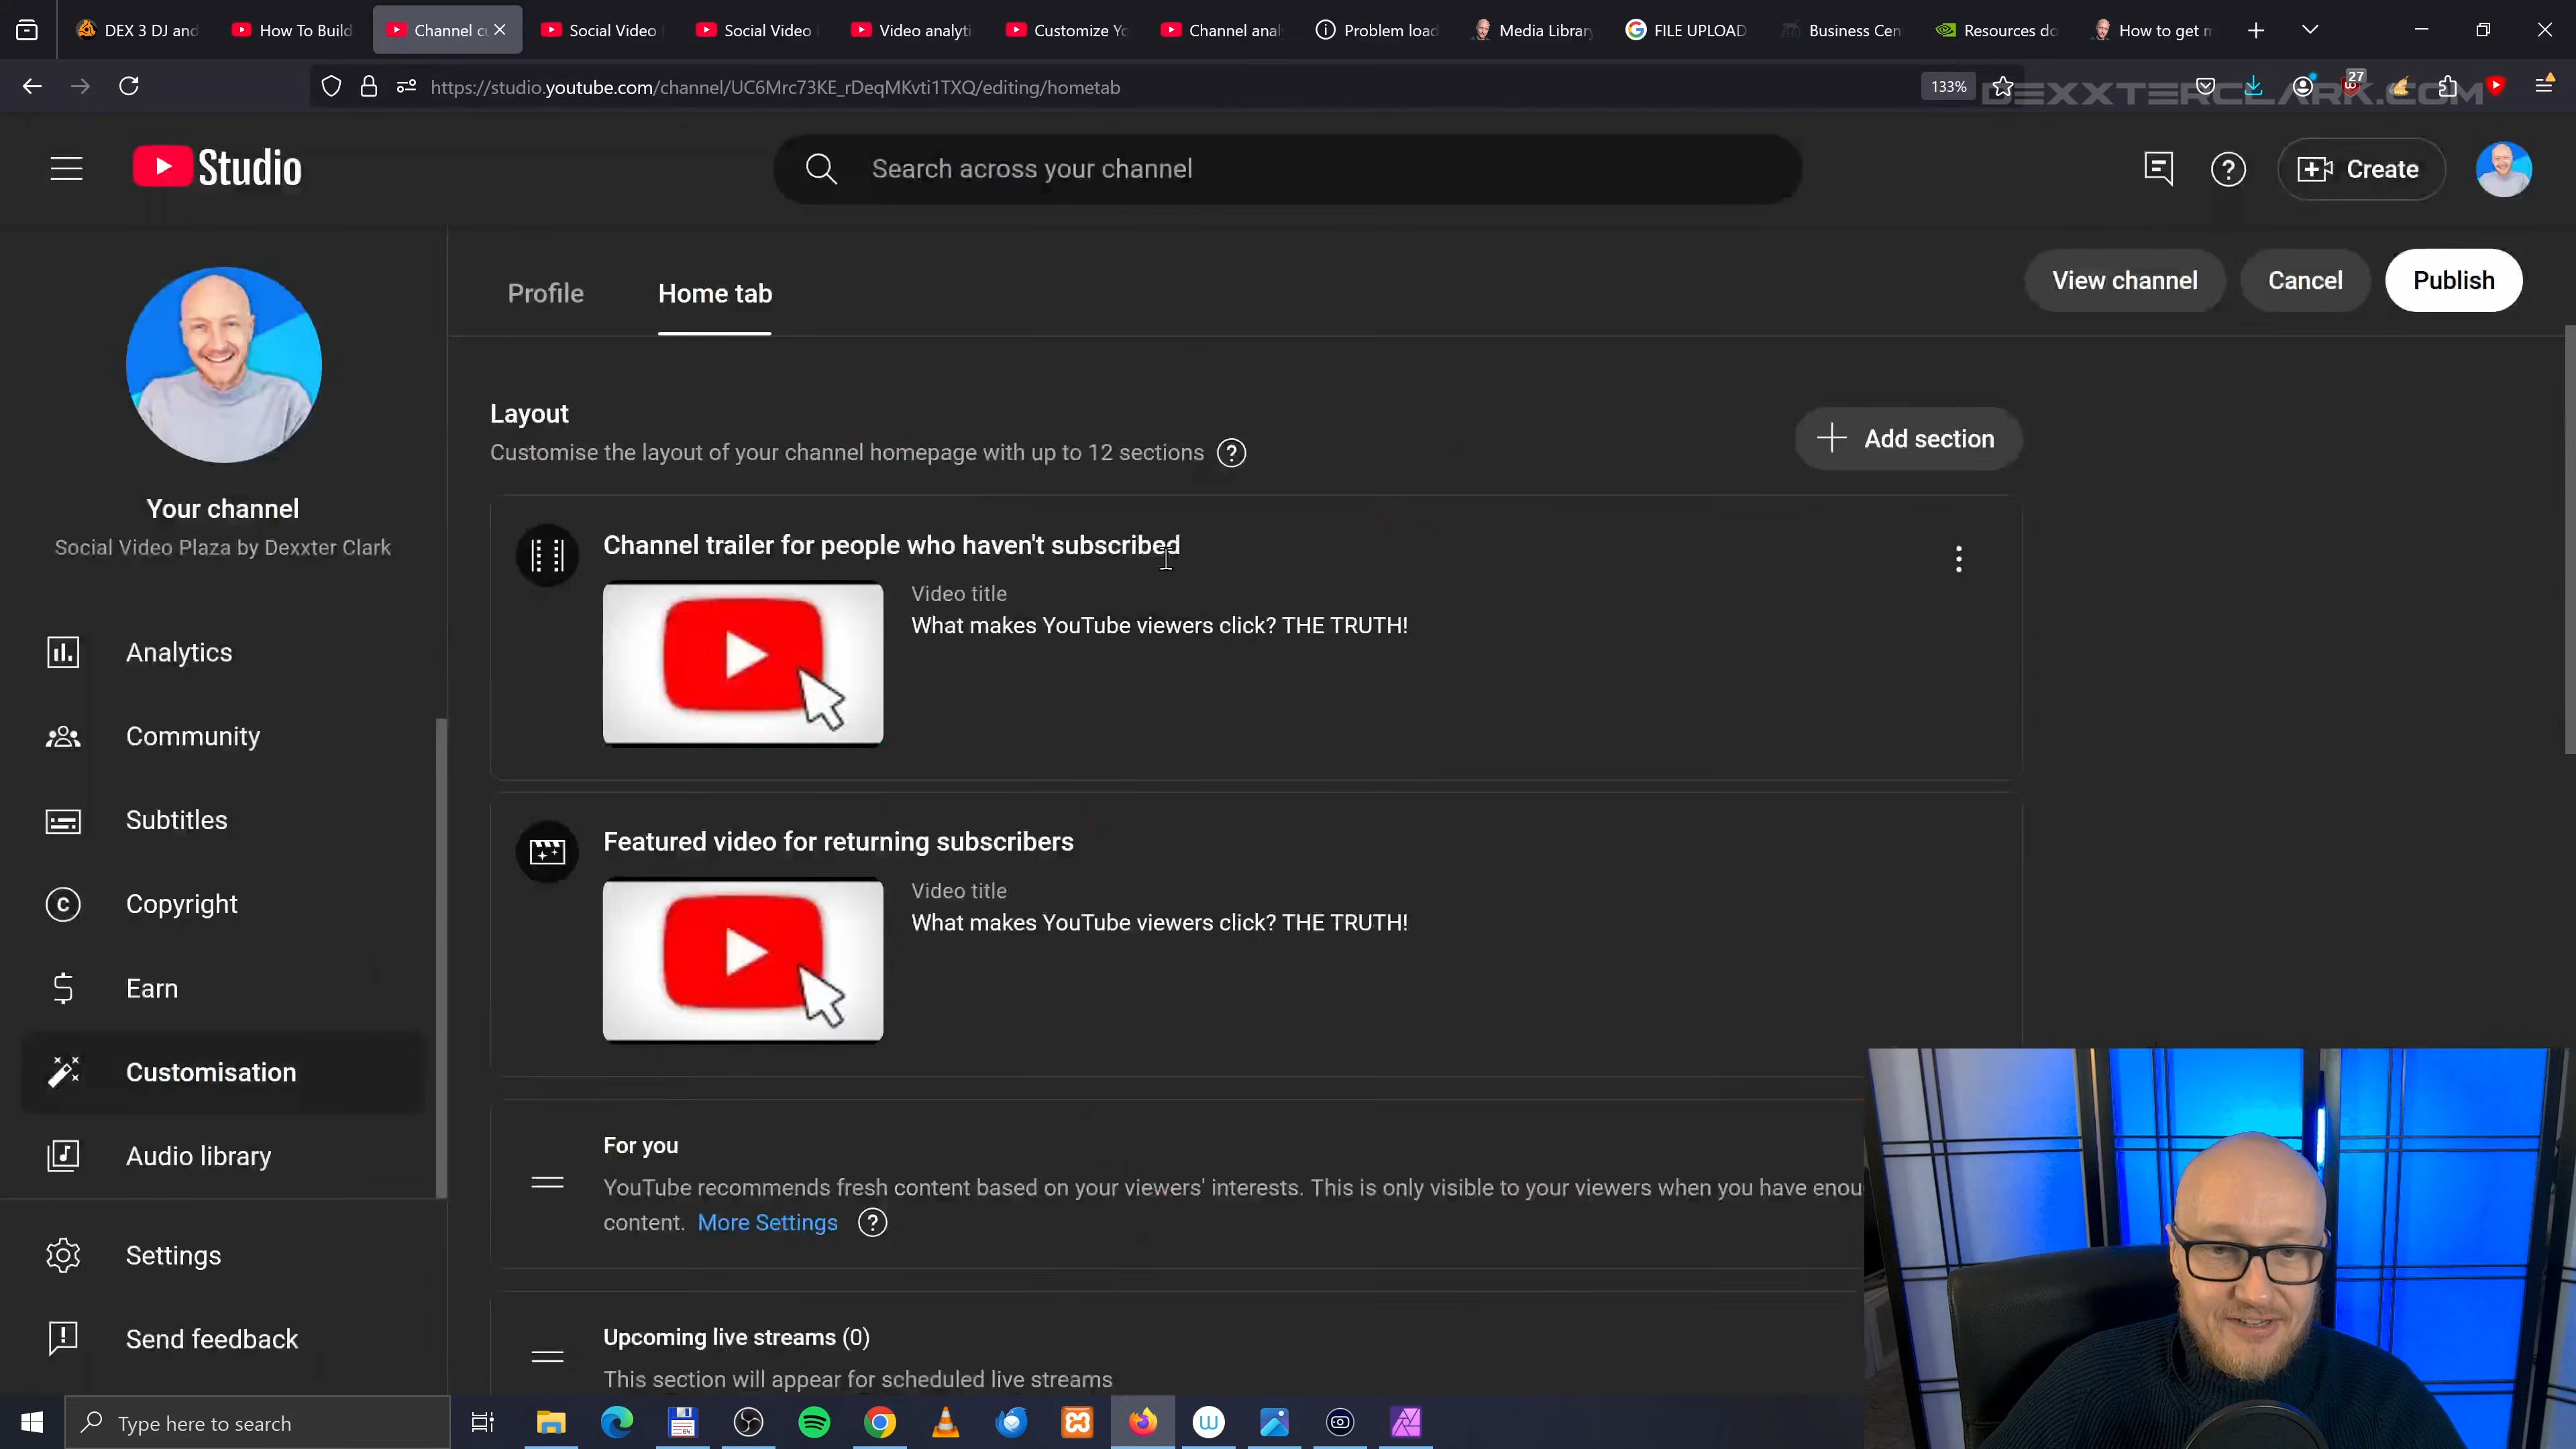 DEX 3 DJ and
How To Build
Channel cu
Social Video
Social Video
Video analyti
Customize Yo
Channel anal
Problem load
Media Library
FILE UPLOAD
Business Cen
Resources do
How to get m
https://studio.youtube.com/channel/UC6Mrc73KE_rDeqMKvti1TXQ/editing/hometab
133%
27
DEXXTERCLARK.COM
Studio
Search across your channel
Create
Profile
Home tab
View channel
Cancel
Publish
Your channel
Social Video Plaza by Dexxter Clark
Analytics
Community
Subtitles
Copyright
Earn
Customisation
Audio library
Settings
Send feedback
Layout
Customise the layout of your channel homepage with up to 12 sections
Add section
Channel trailer for people who haven't subscribed
Video title
What makes YouTube viewers click? THE TRUTH!
Featured video for returning subscribers
Video title
What makes YouTube viewers click? THE TRUTH!
For you
YouTube recommends fresh content based on your viewers' interests. This is only visible to your viewers when you have enou
content. More Settings
Upcoming live streams (0)
This section will appear for scheduled live streams
Type here to search